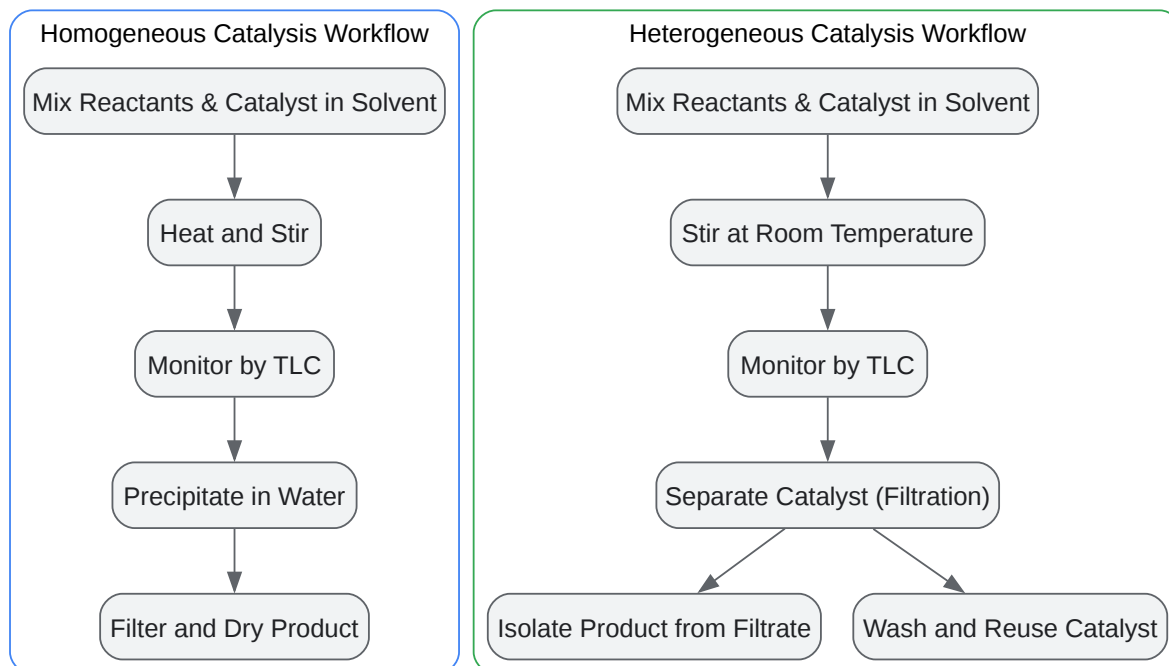 Homogeneous Catalysis Workflow
Mix Reactants & Catalyst in Solvent
Heat and Stir
Monitor by TLC
Precipitate in Water
Filter and Dry Product
Heterogeneous Catalysis Workflow
Mix Reactants & Catalyst in Solvent
Stir at Room Temperature
Monitor by TLC
Separate Catalyst (Filtration)
Isolate Product from Filtrate
Wash and Reuse Catalyst